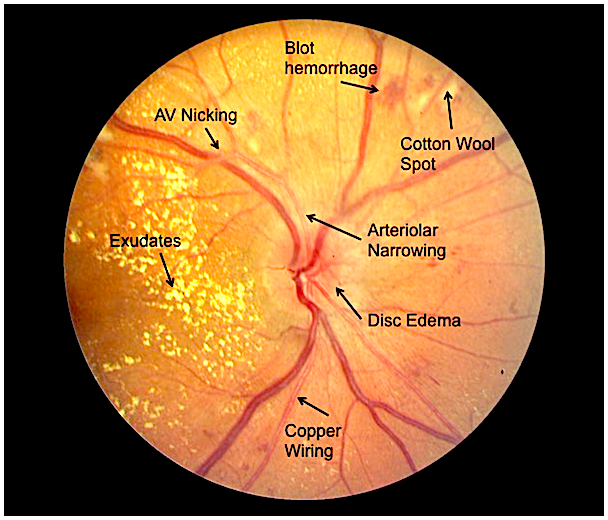 Blot
hemorrhage
AV Nicking
Cotton Wool
Spot
Arteriolar
Narrowing
Exudates
Disc Edema
Copper
Wiring